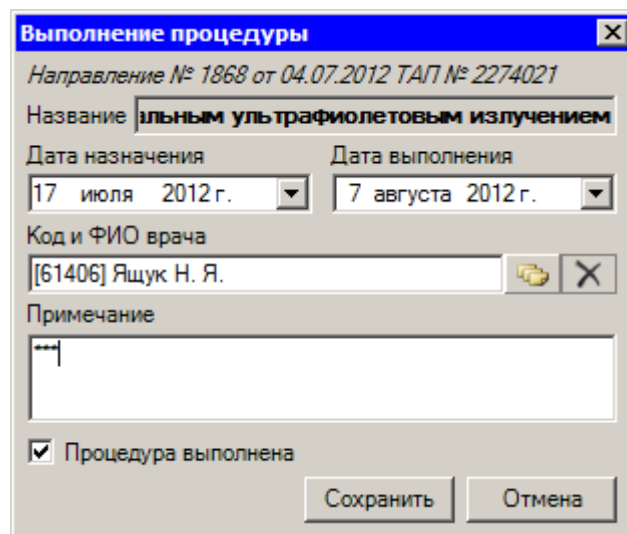 Выполнение процедуры
Направление № 1868 от 04.07.2012 ТАП № 2274021
Название льным ультрафиолетовым излучением
Дата назначения Дата выполнения
17 июля 2012 г. 7 августа 2012 г.
Код и ФИО врача
[61406] Ящук Н. Я.
Примечание
***
Процедура выполнена
Сохранить Отмена